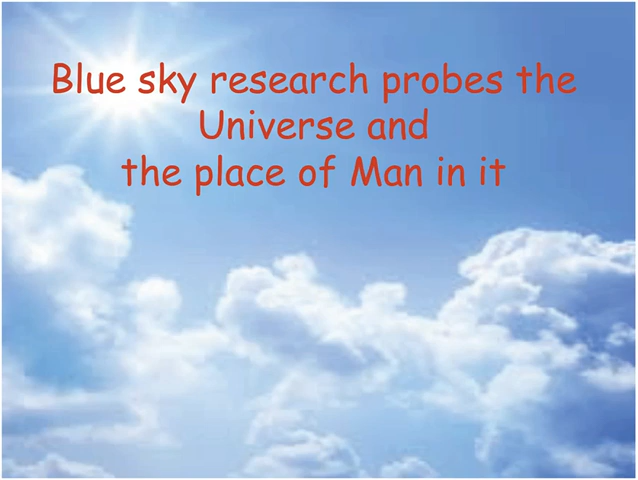 Blue sky research probes the
Universe and
the place of Man in it